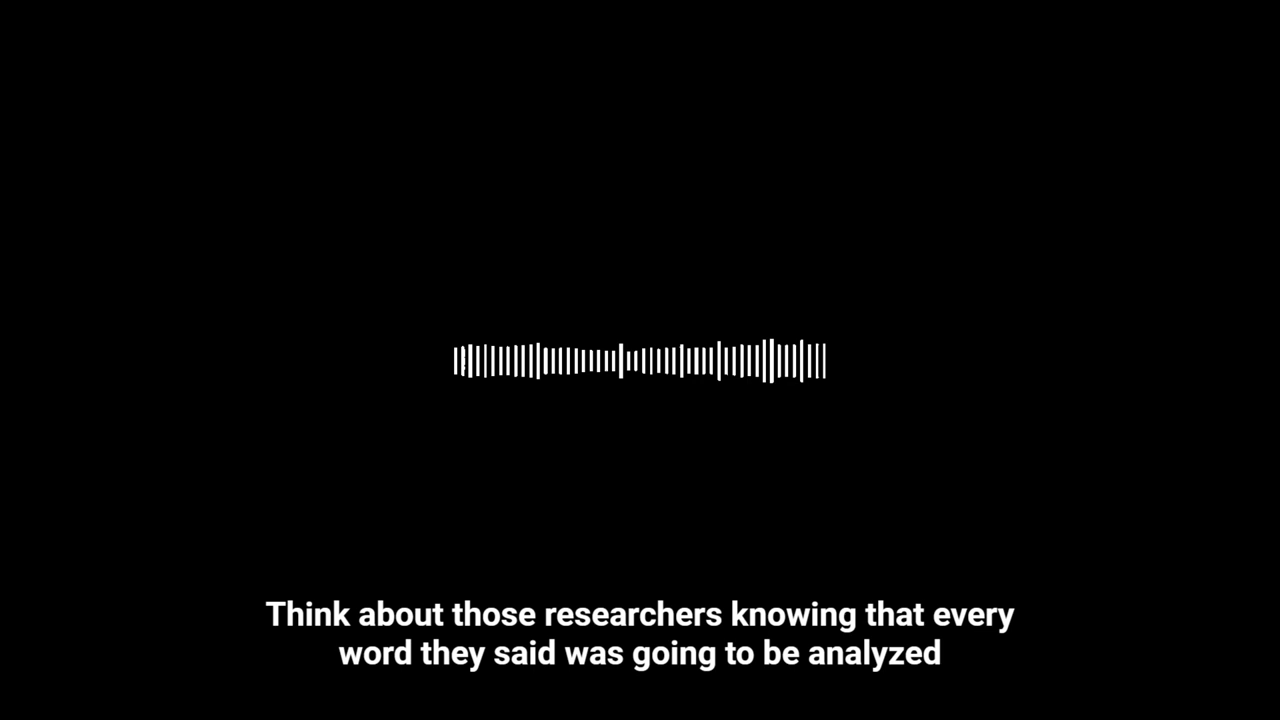 Think about those researchers knowing that every
word they said was going to be analyzed